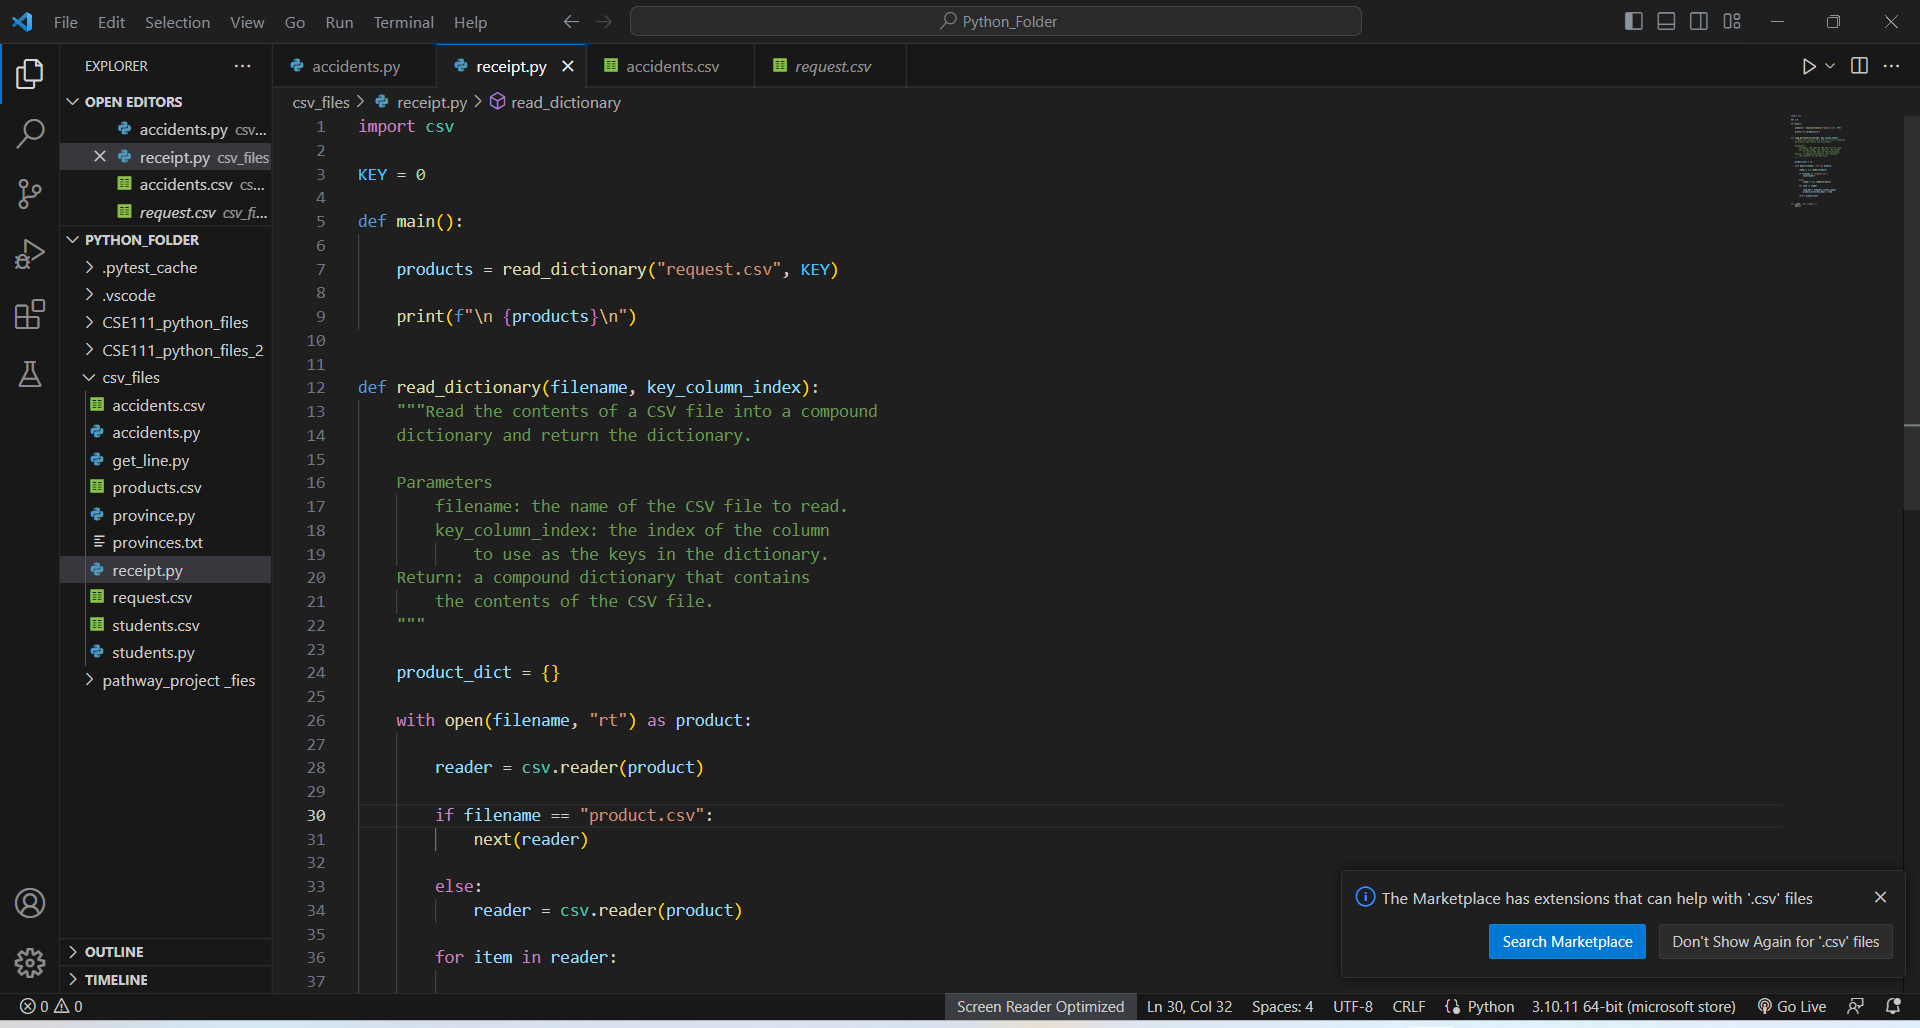 File Edit Selection View Go Run Terminal Help
Python_Folder
EXPLORER
OPEN EDITORS
accidents.py csv...
receipt.py csv_files
accidents.csv cs...
request.csv csv_fi...
PYTHON_FOLDER
.pytest_cache
.vscode
CSE111_python_files
CSE111_python_files_2
csv_files
accidents.csv
accidents.py
get_line.py
products.csv
province.py
provinces.txt
receipt.py
request.csv
students.csv
students.py
pathway_project _fies
OUTLINE
TIMELINE
accidents.py receipt.py accidents.csv request.csv
csv_files > receipt.py > read_dictionary
1 import csv
2
3 KEY = 0
4
5 def main():
6
7 products = read_dictionary("request.csv", KEY)
8
9 print(f"\n {products}\n")
10
11
12 def read_dictionary(filename, key_column_index):
13 """Read the contents of a CSV file into a compound
14 dictionary and return the dictionary.
15
16 Parameters
17 filename: the name of the CSV file to read.
18 key_column_index: the index of the column
19 to use as the keys in the dictionary.
20 Return: a compound dictionary that contains
21 the contents of the CSV file.
22 """
23
24 product_dict = {}
25
26 with open(filename, "rt") as product:
27
28 reader = csv.reader(product)
29
30 if filename == "product.csv":
31 next(reader)
32
33 else:
34 reader = csv.reader(product)
35
36 for item in reader:
37
The Marketplace has extensions that can help with '.csv' files
Search Marketplace Don't Show Again for '.csv' files
0 0 Screen Reader Optimized Ln 30, Col 32 Spaces: 4 UTF-8 CRLF Python 3.10.11 64-bit (microsoft store) Go Live